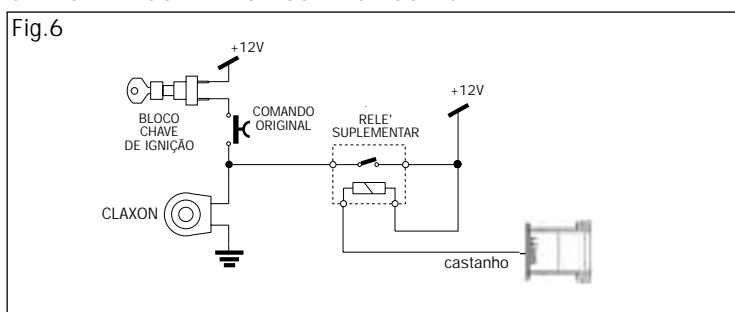 Fig.6
+12V
BLOCO
CHAVE
DE IGNIÇÃO
COMANDO
ORIGINAL
RELE'
SUPLEMENTAR
+12V
CLAXON
castanho